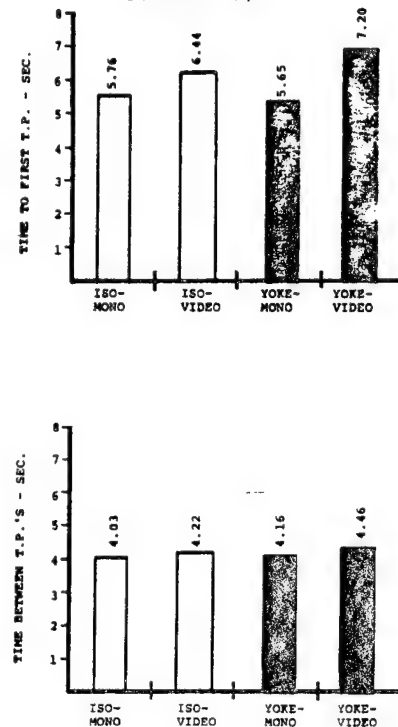 TIME TO FIRST T.P. - SEC.
8
7
6
5
4
3
2
1
5.76
6.44
5.65
7.20
ISO-
MONO
ISO-
VIDEO
YOKE-
MONO
YOKE-
VIDEO
TIME BETWEEN T.P.'S - SEC.
8
7
6
5
4
3
2
1
4.03
4.22
4.16
4.46
ISO-
MONO
ISO-
VIDEO
YOKE-
MONO
YOKE-
VIDEO